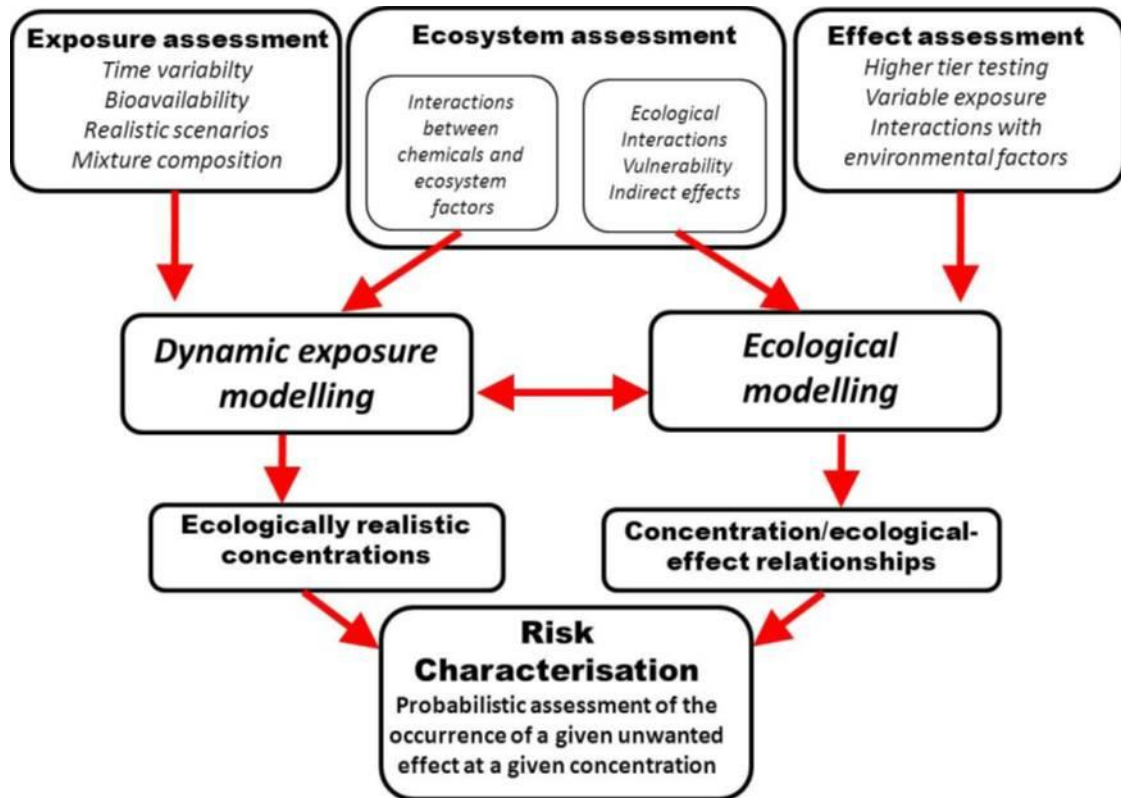 Exposure assessment
Time variabilty
Bioavailability
Realistic scenarios
Mixture composition
Ecosystem assessment
Interactions
between
chemicals and
ecosystem
factors
Ecological
Interactions
Vulnerability
Indirect effects
Effect assessment
Higher tier testing
Variable exposure
Interactions with
environmental factors
Dynamic exposure
modelling
Ecological
modelling
Ecologically realistic
concentrations
Concentration/ecological-
effect relationships
Risk
Characterisation
Probabilistic assessment of the
occurrence of a given unwanted
effect at a given concentration